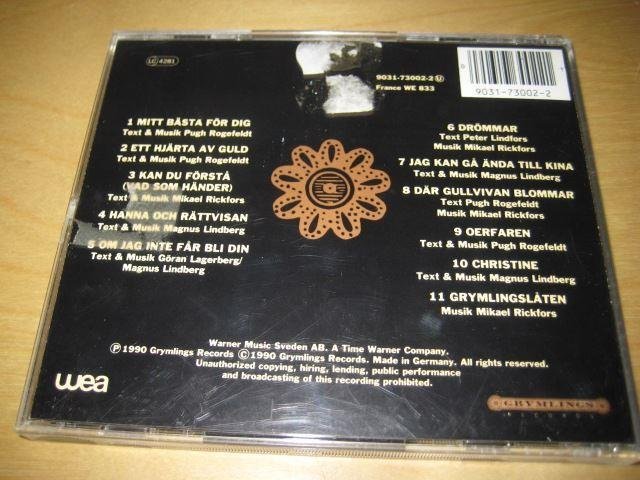 LC 4281
9031-73002-2 U
France WE 833
9031-73002-2
1 MITT BÄSTA FÖR DIG
Text & Musik Pugh Rogefeldt
2 ETT HJÄRTA AV GULD
Text & Musik Pugh Rogefeldt
3 KAN DU FÖRSTÅ
(VAD SOM HÄNDER)
Text & Musik Mikael Rickfors
4 HANNA OCH RÄTTVISAN
Text & Musik Magnus Lindberg
5 OM JAG INTE FÅR BLI DIN
Text & Musik Göran Lagerberg/
Magnus Lindberg
6 DRÖMMAR
Text Peter Lindfors
Musik Mikael Rickfors
7 JAG KAN GÅ ÄNDA TILL KINA
Text & Musik Magnus Lindberg
8 DÄR GULLVIVAN BLOMMAR
Text Pugh Rogefeldt
Musik Mikael Rickfors
9 OERFAREN
Text & Musik Pugh Rogefeldt
10 CHRISTINE
Text & Musik Magnus Lindberg
11 GRYMLINGSLÅTEN
Musik Mikael Rickfors
Warner Music Sveden AB. A Time Warner Company.
Ⓟ 1990 Grymlings Records Ⓒ 1990 Grymlings Records. Made in Germany. All rights reserved.
Unauthorized copying, hiring, lending, public performance
and broadcasting of this recording prohibited.
wea
GRYMLINGS
RECORDS